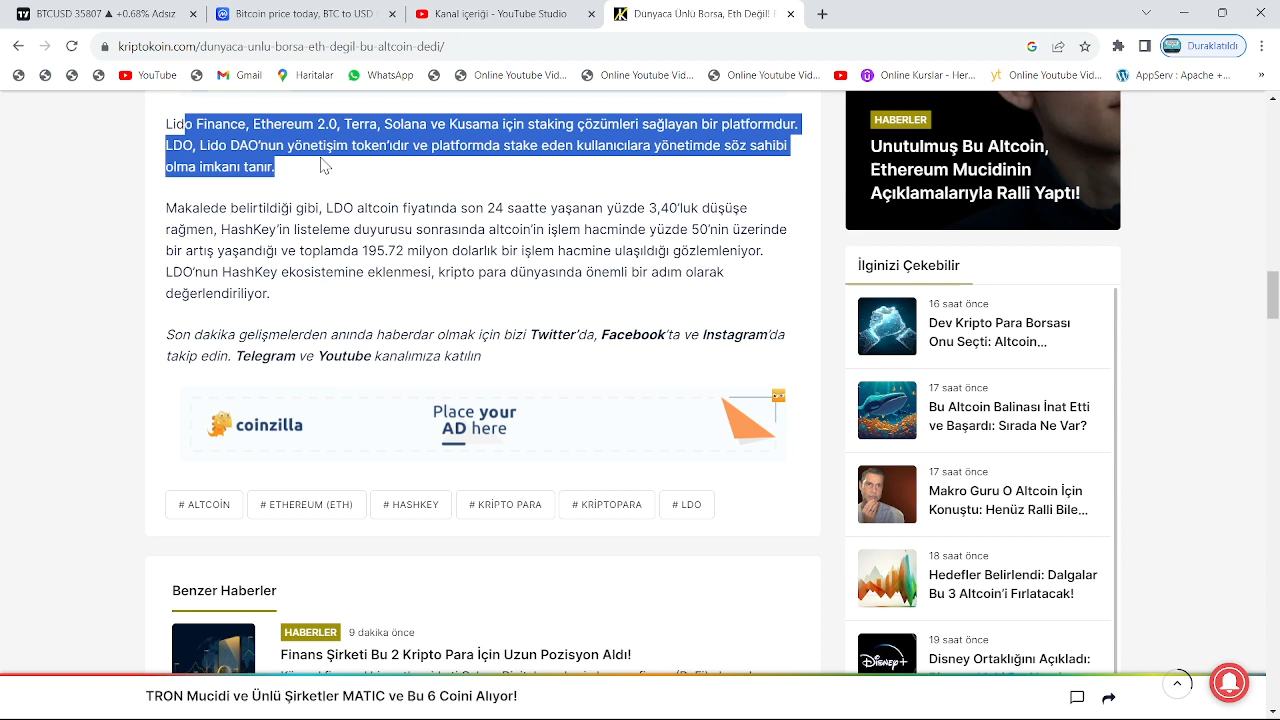 BTCUSD 35807 ▲ +0.68% Adsız
Bitcoin price today, BTC to USD
Kanal içeriği - YouTube Studio
Dünyaca Ünlü Borsa, Eth Değil!
kriptokoin.com/dunyaca-unlu-borsa-eth-degil-bu-altcoin-dedi/
Duraklatıldı
YouTube
Gmail
Haritalar
WhatsApp
Online Youtube Vid...
Online Youtube Vid...
Online Youtube Vid...
Online Kurslar - Her...
Online Youtube Vid...
AppServ : Apache +...
»
Lido Finance, Ethereum 2.0, Terra, Solana ve Kusama için staking çözümleri sağlayan bir platformdur.
LDO, Lido DAO’nun yönetişim token’ıdır ve platformda stake eden kullanıcılara yönetimde söz sahibi
olma imkanı tanır.
Makalede belirtildiği gibi, LDO altcoin fiyatında son 24 saatte yaşanan yüzde 3,40’luk düşüşe
rağmen, HashKey’in listeleme duyurusu sonrasında altcoin’in işlem hacminde yüzde 50’nin üzerinde
bir artış yaşandığı ve toplamda 195.72 milyon dolarlık bir işlem hacmine ulaşıldığı gözlemleniyor.
LDO’nun HashKey ekosistemine eklenmesi, kripto para dünyasında önemli bir adım olarak
değerlendiriliyor.
Son dakika gelişmelerden anında haberdar olmak için bizi Twitter’da, Facebook’ta ve Instagram’da
takip edin. Telegram ve Youtube kanalımıza katılın
coinzilla
Place your
AD here
# ALTCOİN
# ETHEREUM (ETH)
# HASHKEY
# KRİPTO PARA
# KRİPTOPARA
# LDO
Benzer Haberler
HABERLER 9 dakika önce
Finans Şirketi Bu 2 Kripto Para İçin Uzun Pozisyon Aldı!
HABERLER
Unutulmuş Bu Altcoin,
Ethereum Mucidinin
Açıklamalarıyla Ralli Yaptı!
İlginizi Çekebilir
16 saat önce
Dev Kripto Para Borsası
Onu Seçti: Altcoin...
17 saat önce
Bu Altcoin Balinası İnat Etti
ve Başardı: Sırada Ne Var?
17 saat önce
Makro Guru O Altcoin İçin
Konuştu: Henüz Ralli Bile...
18 saat önce
Hedefler Belirlendi: Dalgalar
Bu 3 Altcoin’i Fırlatacak!
Disney+
19 saat önce
Disney Ortaklığını Açıkladı:
TRON Mucidi ve Ünlü Şirketler MATIC ve Bu 6 Coini Alıyor!